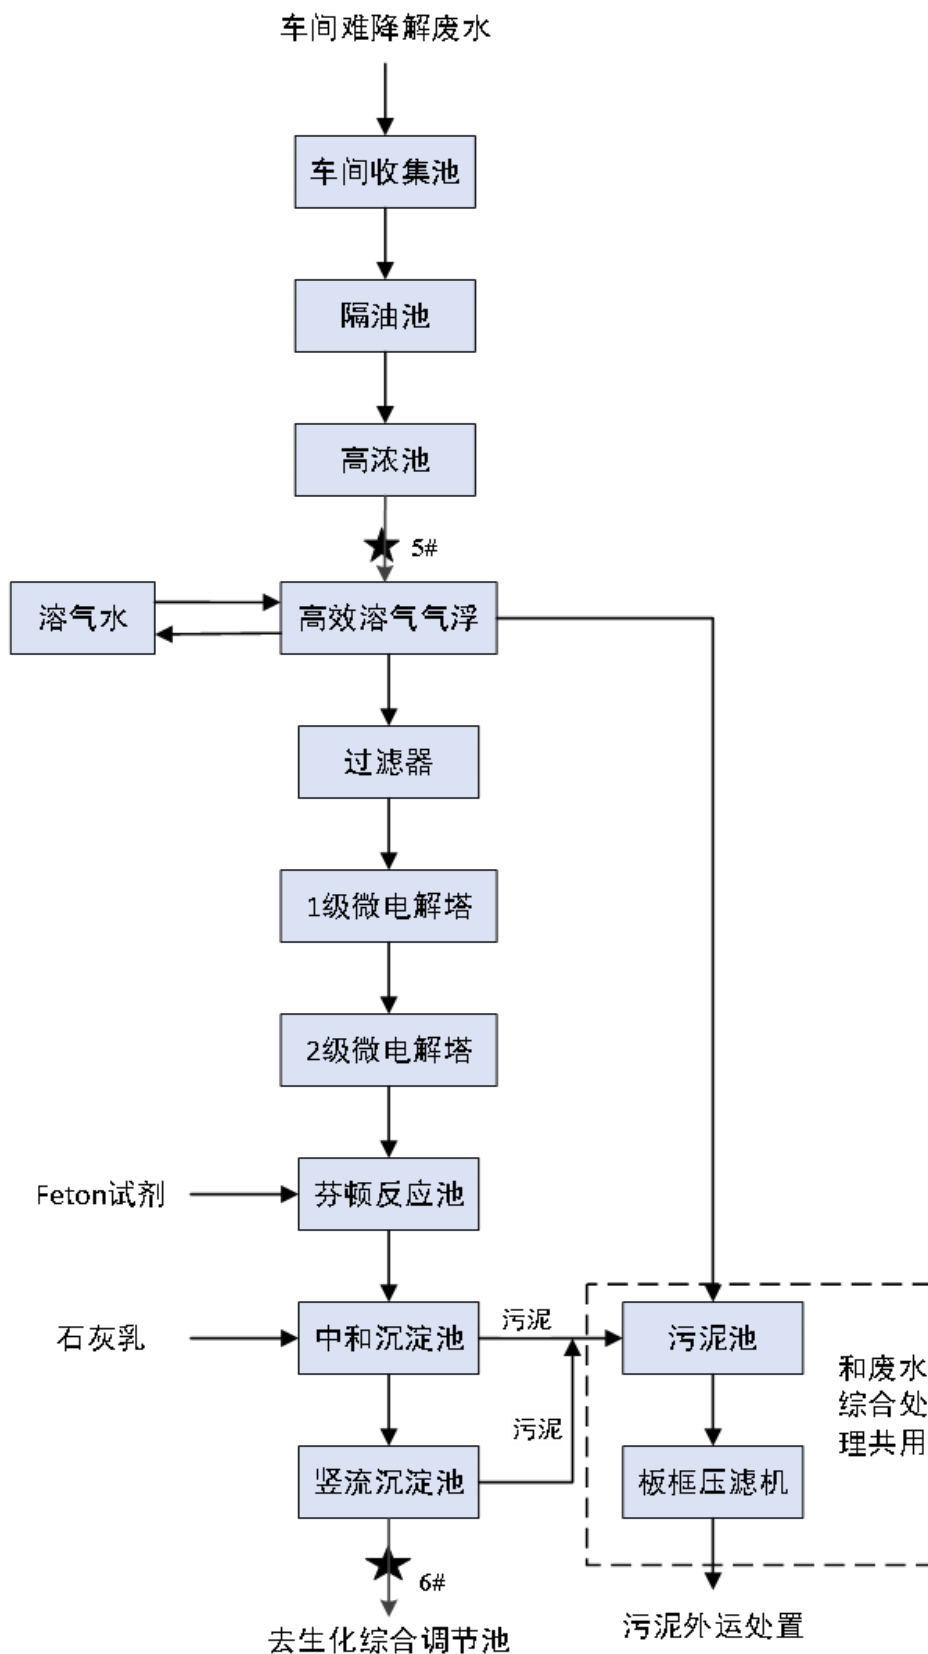 车间难降解废水
车间收集池
隔油池
高浓池
5#
溶气水
高效溶气气浮
过滤器
1级微电解塔
2级微电解塔
Feton试剂
芬顿反应池
石灰乳
中和沉淀池
污泥
污泥池
和废水
综合处
理共用
污泥
竖流沉淀池
板框压滤机
6#
去生化综合调节池
污泥外运处置